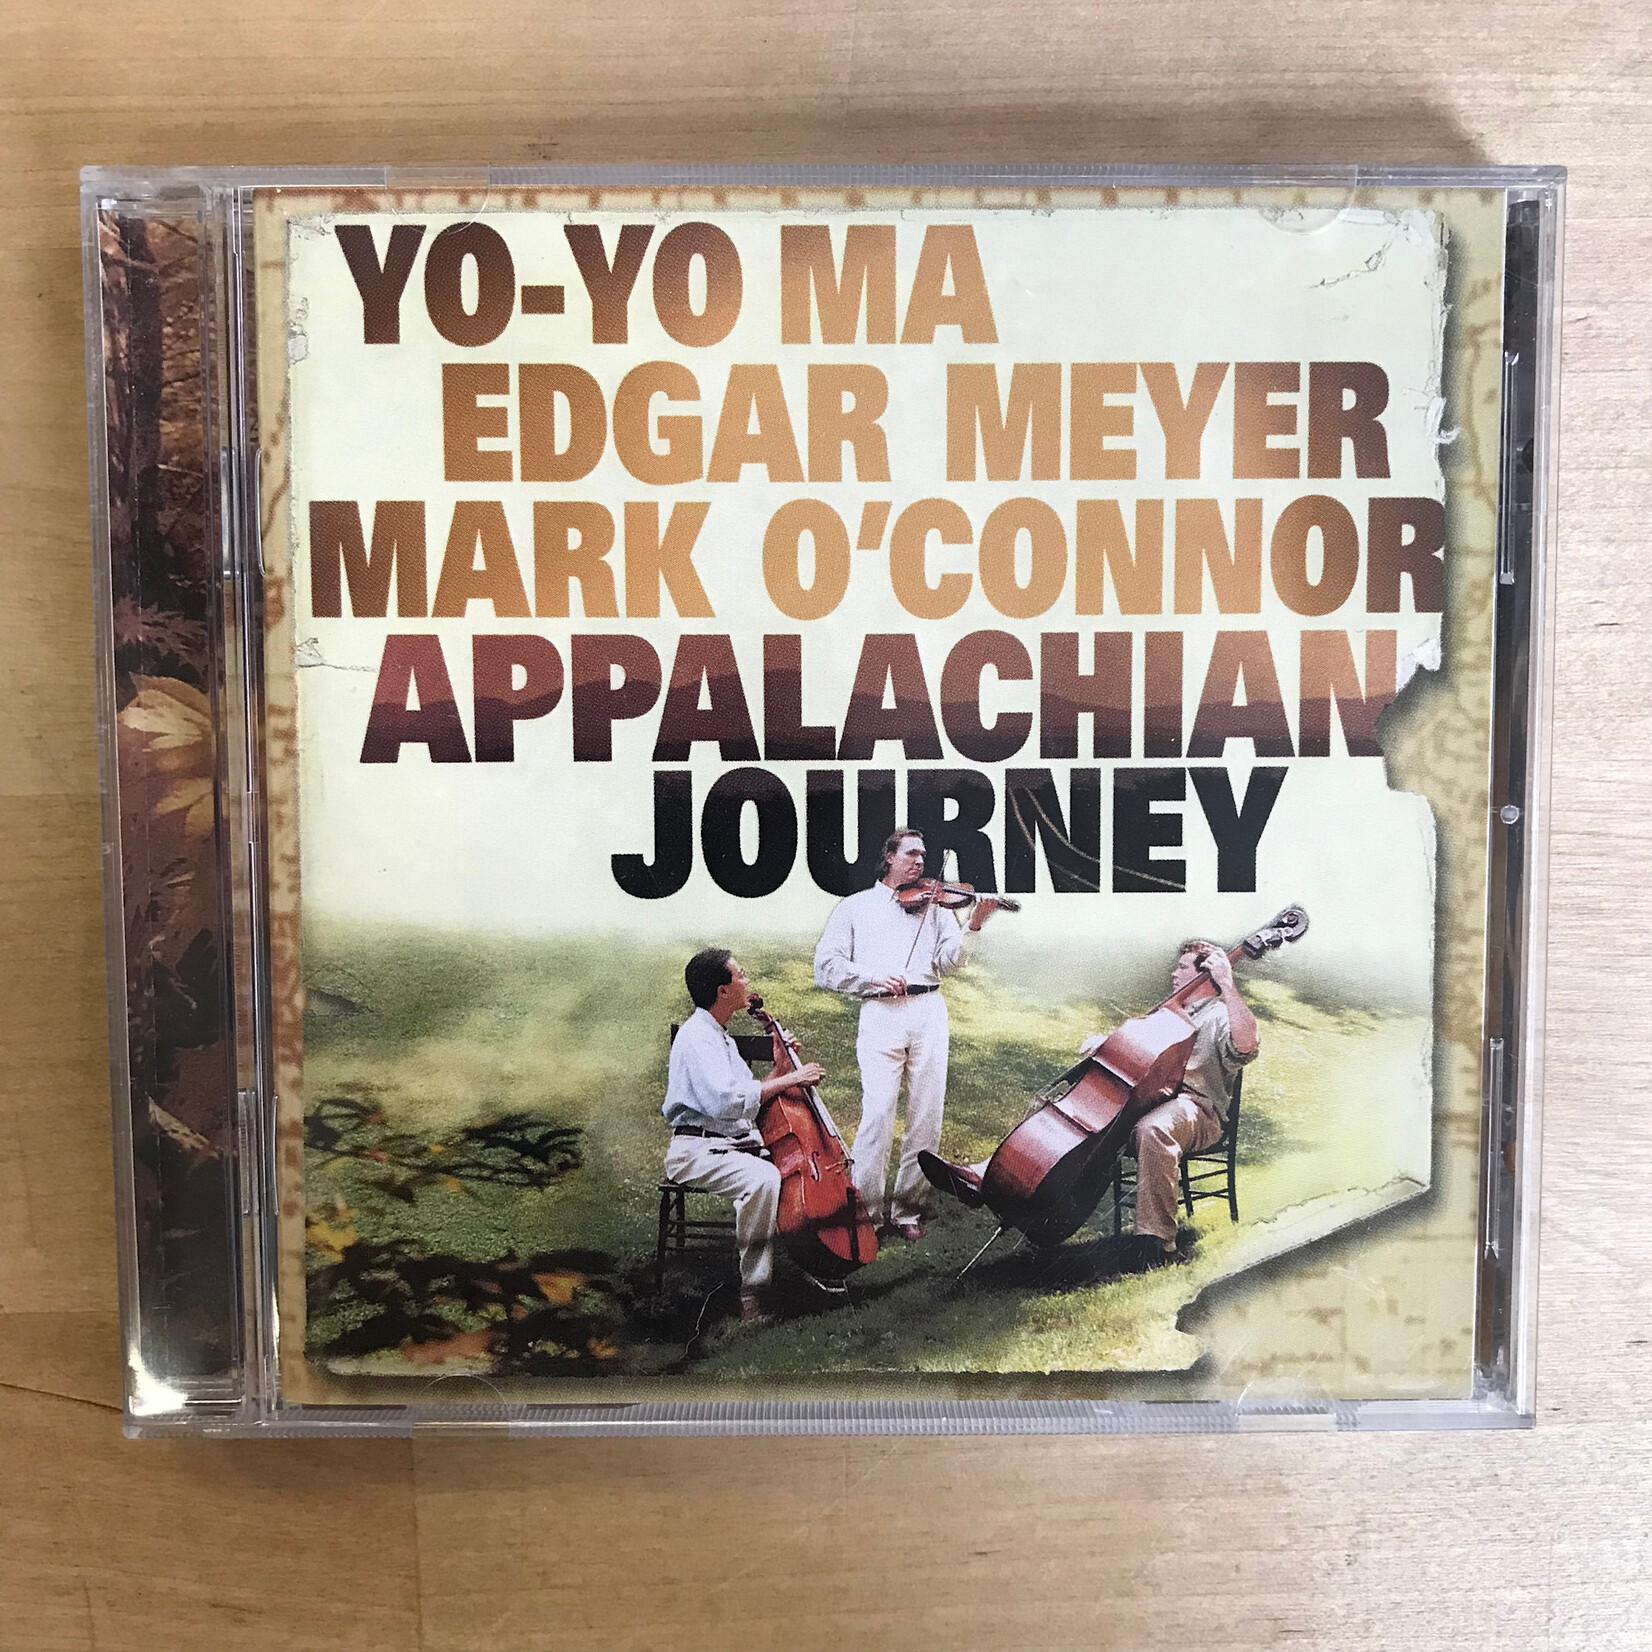 YO-YO MA
EDGAR MEYER
MARK O'CONNOR
APPALACHIAN
JOURNEY